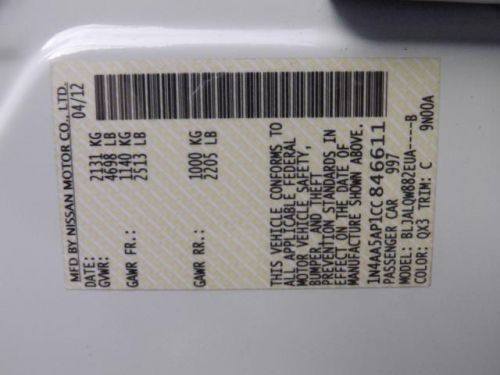 MFD BY NISSAN MOTOR CO., LTD.
DATE: 04/12
GVWR: 2131 KG
4698 LB
GAWR FR: 1140 KG
2513 LB
GAWR RR: 1000 KG
2205 LB
THIS VEHICLE CONFORMS TO
ALL APPLICABLE FEDERAL
MOTOR VEHICLE SAFETY,
BUMPER, AND THEFT
PREVENTION STANDARDS IN
EFFECT ON THE DATE OF
MANUFACTURE SHOWN ABOVE.
1N4AA5AP1CC846611
PASSENGER CAR 997
MODEL: BLJALQW882EUA----B
COLOR: QX3 TRIM: C 9N00A